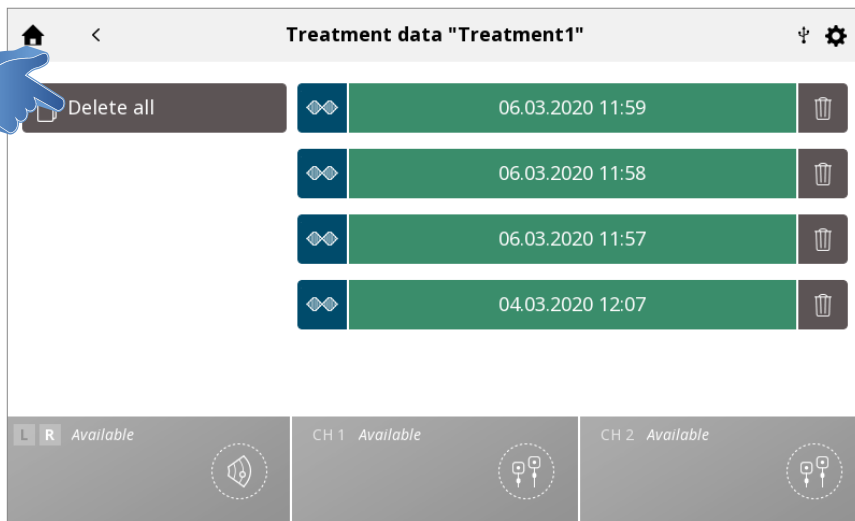 Treatment data "Treatment1"
Delete all
06.03.2020 11:59
06.03.2020 11:58
06.03.2020 11:57
04.03.2020 12:07
L R Available
CH 1 Available
CH 2 Available